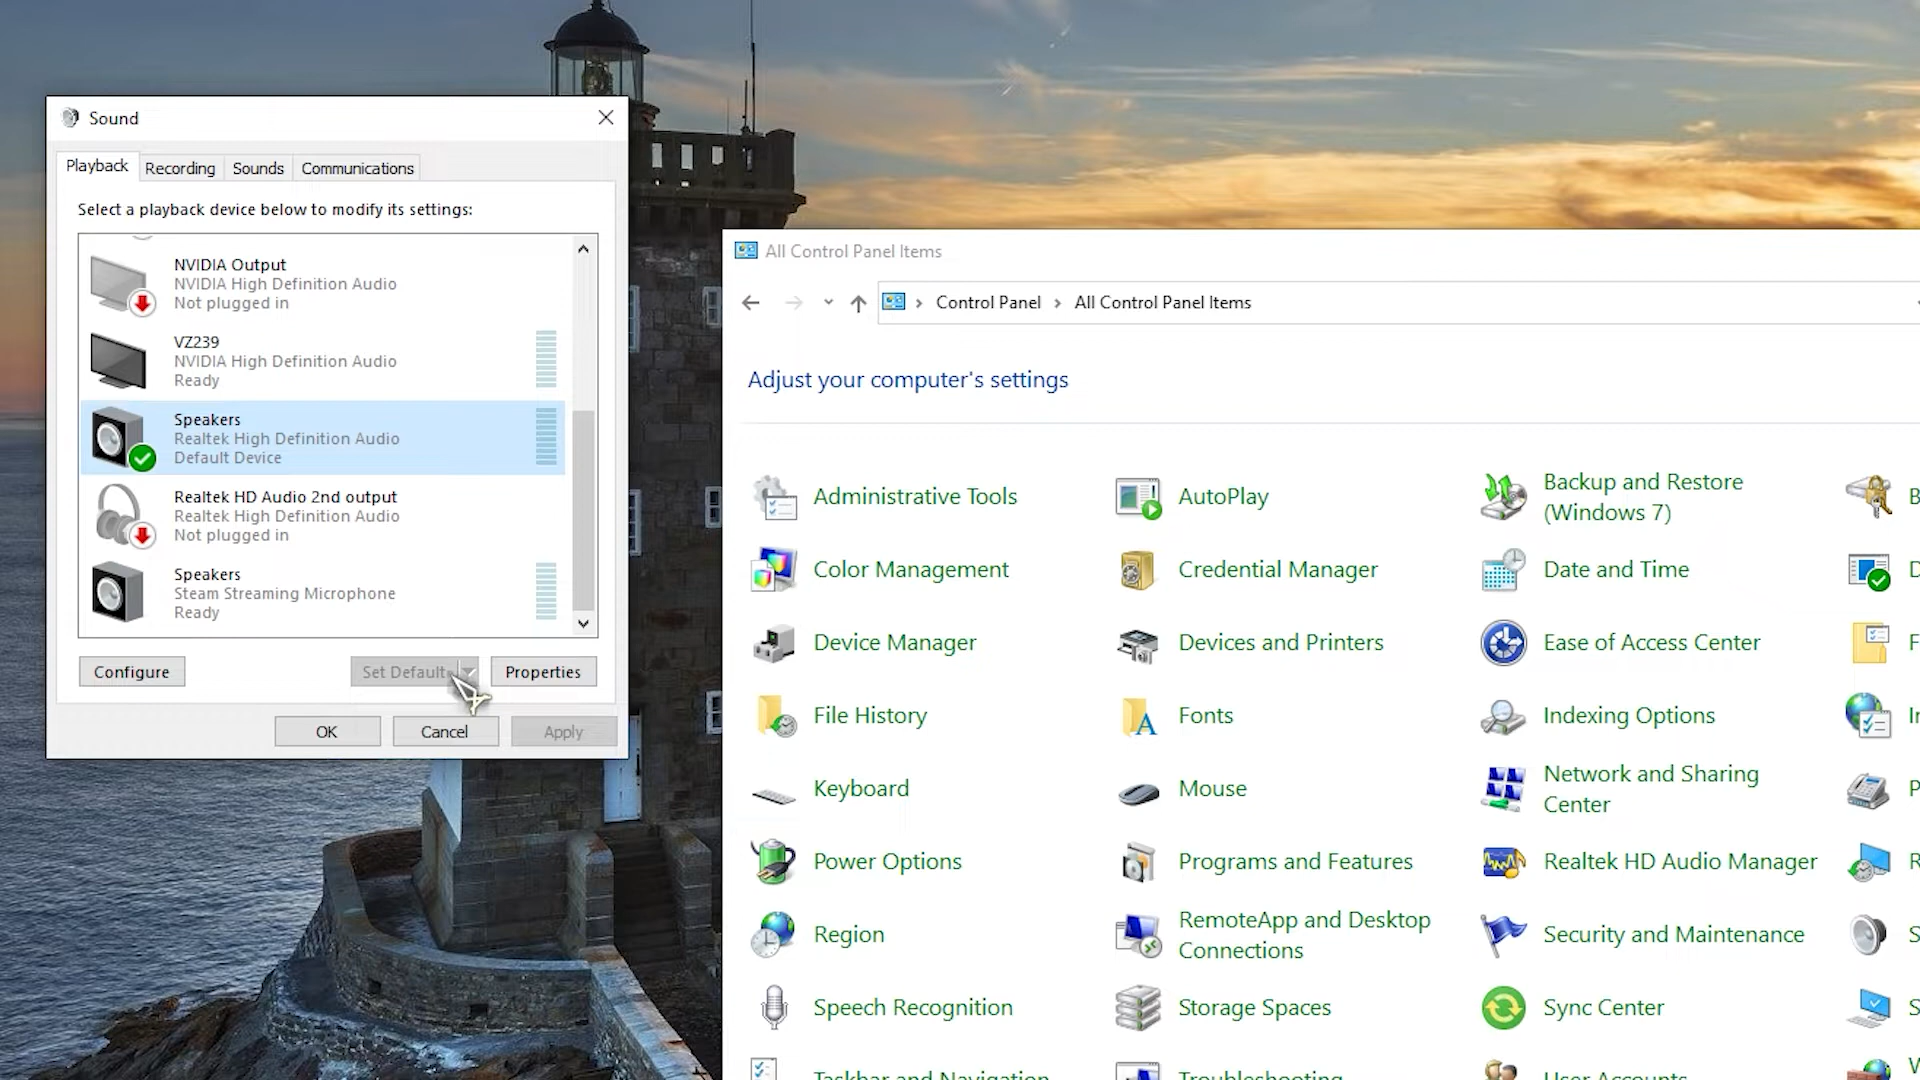 Sound
Playback
Recording
Sounds
Communications
Select a playback device below to modify its settings:
NVIDIA Output
NVIDIA High Definition Audio
Not plugged in
VZ239
NVIDIA High Definition Audio
Ready
Speakers
Realtek High Definition Audio
Default Device
Realtek HD Audio 2nd output
Realtek High Definition Audio
Not plugged in
Speakers
Steam Streaming Microphone
Ready
Configure
Set Default
Properties
OK
Cancel
Apply
All Control Panel Items
Control Panel
All Control Panel Items
Adjust your computer's settings
Administrative Tools
AutoPlay
Backup and Restore
(Windows 7)
B
Color Management
Credential Manager
Date and Time
D
Device Manager
Devices and Printers
Ease of Access Center
F
File History
Fonts
Indexing Options
Keyboard
Mouse
Network and Sharing
Center
P
Power Options
Programs and Features
Realtek HD Audio Manager
R
Region
RemoteApp and Desktop
Connections
Security and Maintenance
S
Speech Recognition
Storage Spaces
Sync Center
S
Taskbar and Navigation
Troubleshooting
User Accounts
W